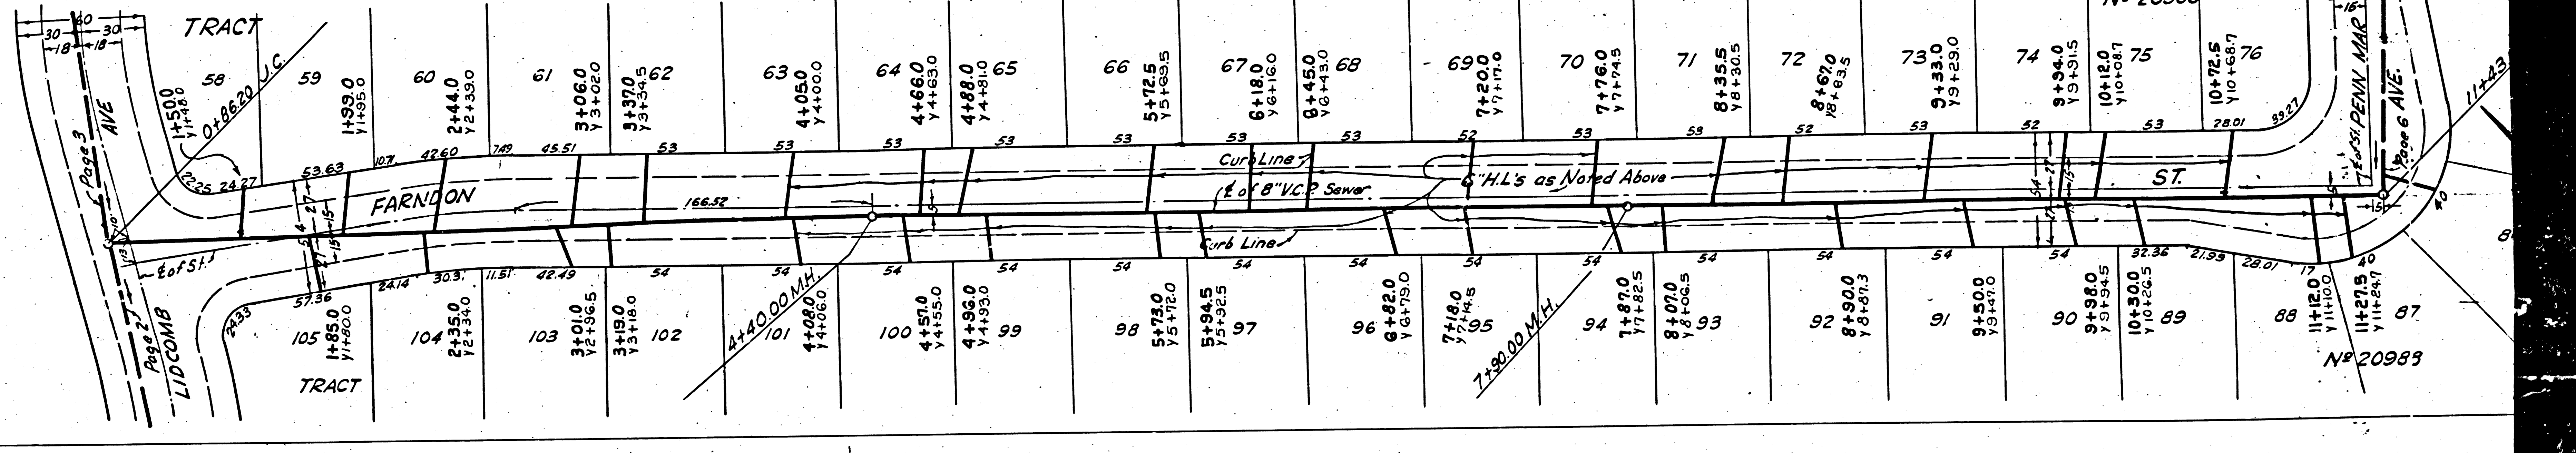 60
30 30
18 18
TRACT
Page 3
AVE
58
59
60
61
62
63
64
65
66
67
68
69
70
71
72
73
74
75
76
1+50.0
Y1+48.0
0+86.20 J.C.
1+99.0
Y1+95.0
2+44.0
Y2+39.0
3+06.0
Y3+02.0
3+37.0
Y3+34.5
4+05.0
Y4+00.0
4+66.0
Y4+63.0
4+88.0
Y4+81.0
5+72.5
Y5+69.5
6+18.0
Y6+16.0
6+45.0
Y6+43.0
7+20.0
Y7+17.0
7+76.0
Y7+74.5
8+35.5
Y8+30.5
8+67.0
Y8+63.5
9+33.0
Y9+29.0
9+94.0
Y9+91.5
10+12.0
Y10+08.7
10+72.5
Y10+68.7
15
PENN MAR
AVE.
Page 6
11+43.
22.25 24.27 53.63 10.71 42.60 7.49 45.51 53 53 53 53 53 53 53 52 53 53 52 53 52 53 28.01 39.27
Curb Line
℄ of 8" V.C.P. Sewer
6" H.L's as Noted Above
FARNDON
ST.
166.52
5
54 27 15
27 15
54 27 15
5
15
40
℄ of St.
Curb Line
24.33 57.36 24.14 30.31 11.51 42.49 54 54 54 54 54 54 54 54 54 54 54 54 54 32.36 21.99 28.01 17 40
Page 2
LIDCOMB
105
1+85.0
Y1+80.0
104
2+35.0
Y2+34.0
103
3+01.0
Y2+96.5
3+19.0
Y3+18.0
102
4+40.00 M.H.
101
4+08.0
Y4+06.0
100
4+57.0
Y4+55.0
4+96.0
Y4+93.0
99
98
5+73.0
Y5+72.0
5+94.5
Y5+92.5
97
96
6+82.0
Y6+79.0
7+18.0
Y7+14.5
95
7+90.00 M.H.
94
7+87.0
Y7+82.5
8+07.0
Y8+06.5
93
92
8+90.0
Y8+87.3
91
9+50.0
Y9+47.0
90
9+98.0
Y9+94.5
10+30.0
Y10+26.5
89
88
11+12.0
Y11+10.0
11+27.5
Y11+24.7
87
TRACT
Nº 20989